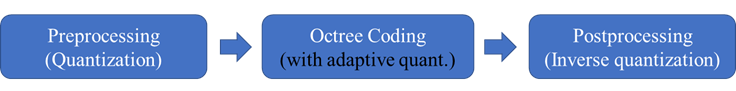 Preprocessing
(Quantization)
Octree Coding
(with adaptive quant.)
Postprocessing
(Inverse quantization)